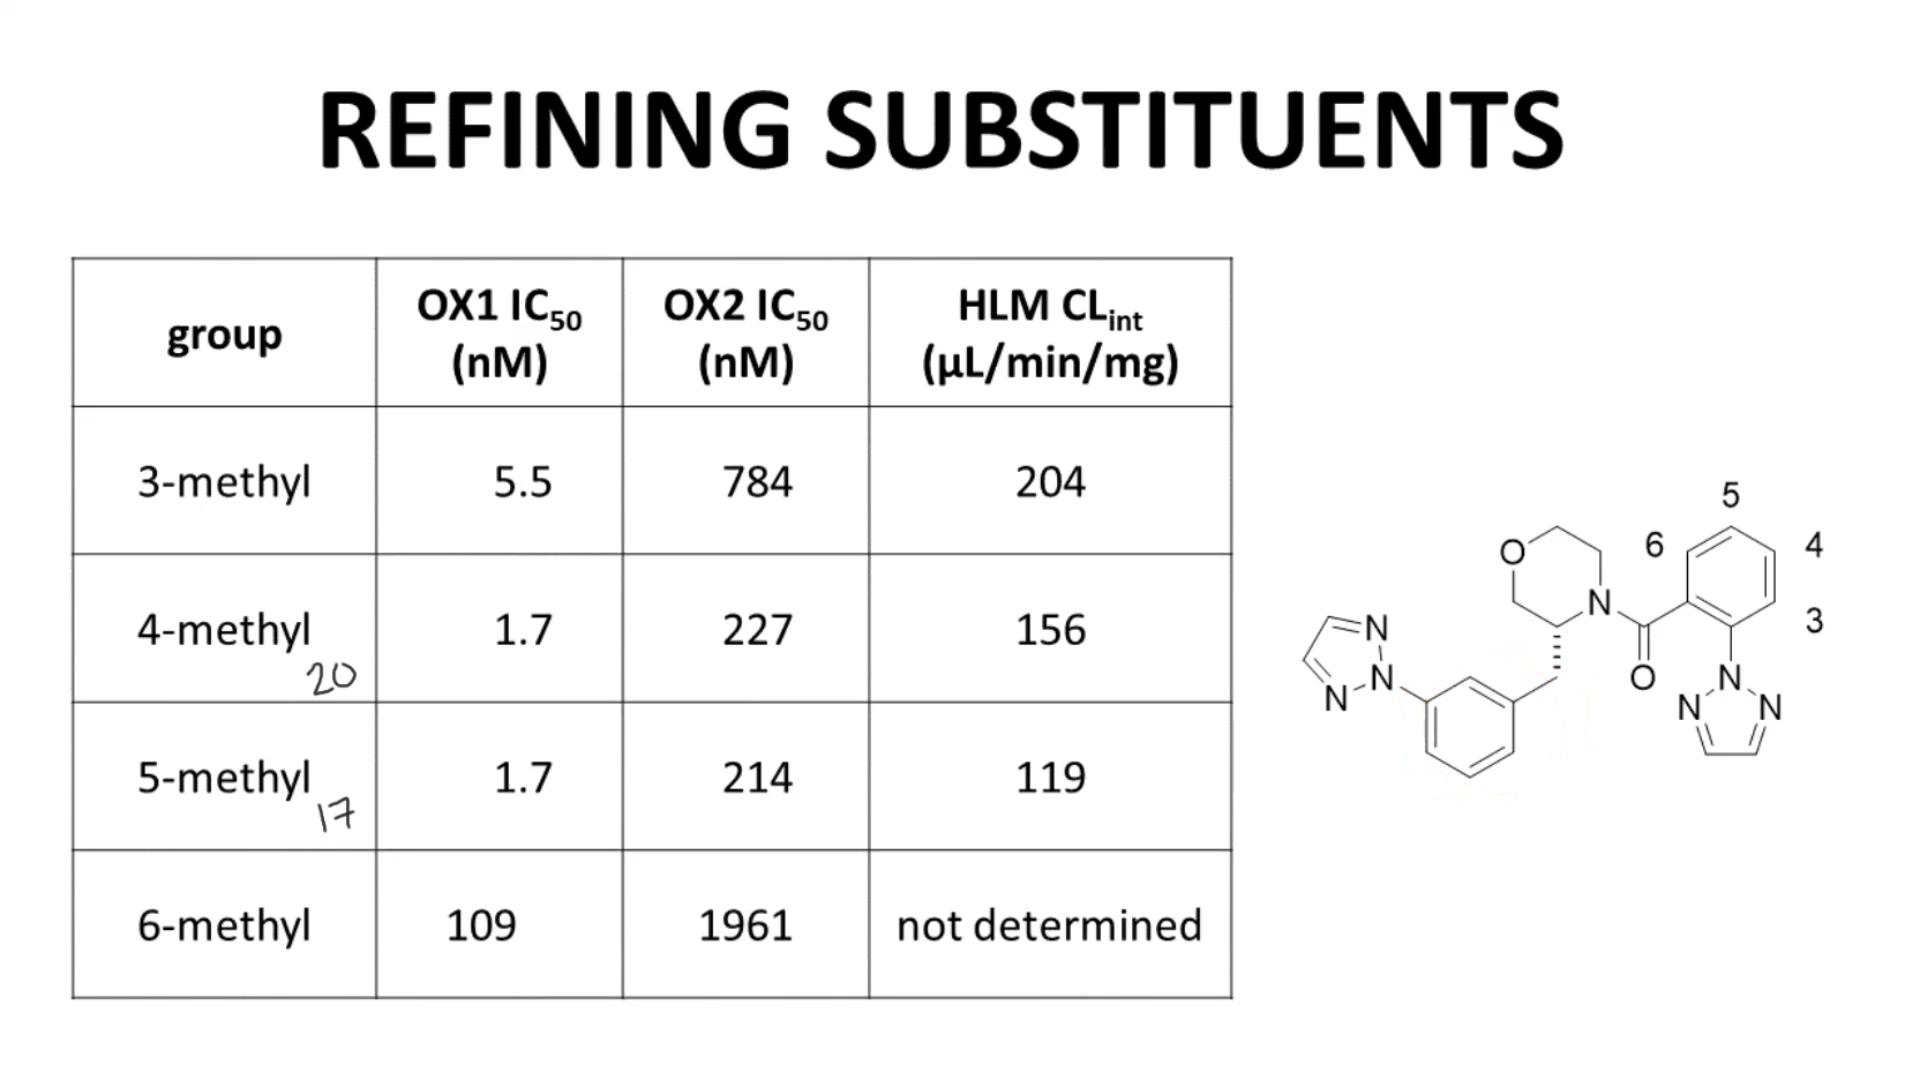 REFINING SUBSTITUENTS
group
OX1 IC50
(nM)
OX2 IC50
(nM)
HLM CLint
(µL/min/mg)
3-methyl
5.5
784
204
4-methyl
20
1.7
227
156
5-methyl
17
1.7
214
119
6-methyl
109
1961
not determined
5
6
4
3
O
N
O
N
N
N
N
N
N